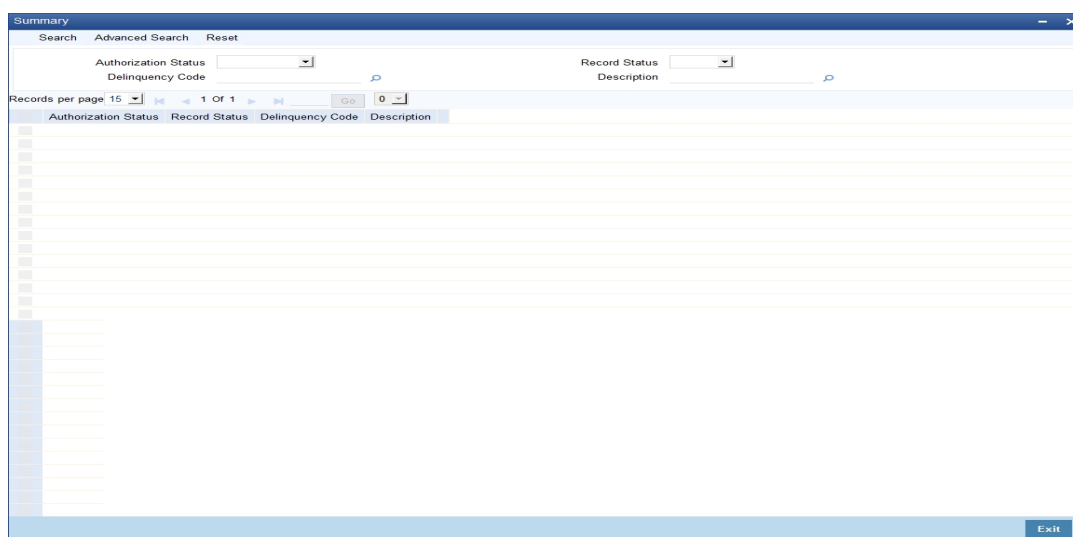 Summary
Search Advanced Search Reset
Authorization Status Record Status
Delinquency Code Description
Records per page 15 1 Of 1 Go 0
Authorization Status Record Status Delinquency Code Description
Exit